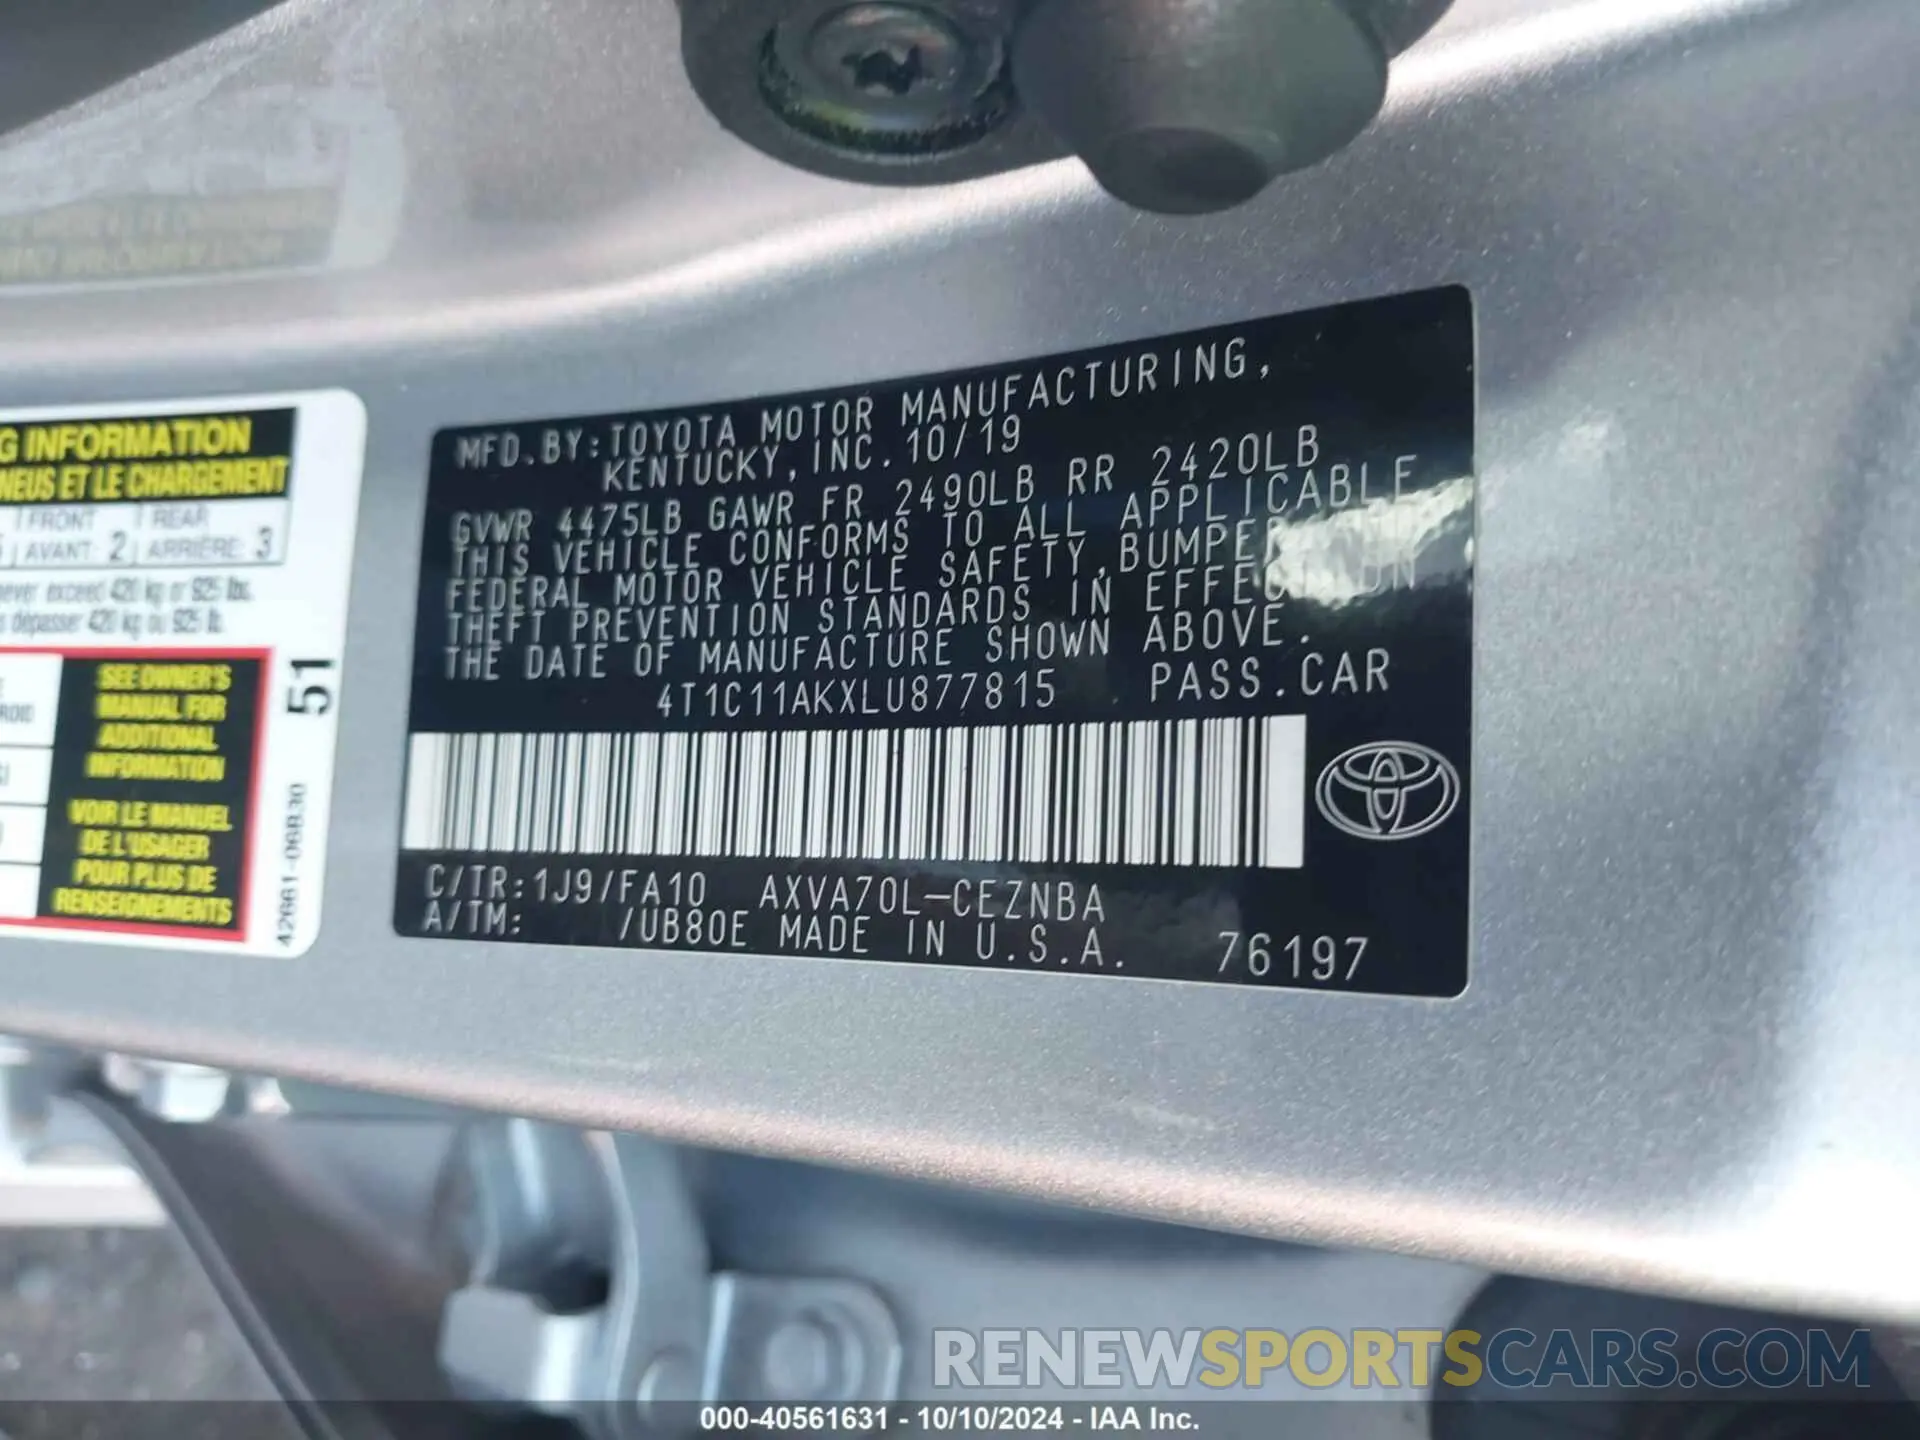 G INFORMATION
NEUS ET LE CHARGEMENT
FRONT REAR
AVANT: 2 ARRIÈRE: 3
never exceed 420 kg or 925 lbs.
dépasser 420 kg ou 925 lb.
SEE OWNER'S
MANUAL FOR
ADDITIONAL
INFORMATION
VOIR LE MANUEL
DE L'USAGER
POUR PLUS DE
RENSEIGNEMENTS
51
42661-06830
MFD.BY:TOYOTA MOTOR MANUFACTURING,
KENTUCKY,INC.10/19
GVWR 4475LB GAWR FR 2490LB RR 2420LB
THIS VEHICLE CONFORMS TO ALL APPLICABLE
FEDERAL MOTOR VEHICLE SAFETY,BUMPER,
THEFT PREVENTION STANDARDS IN EFFECT ON
THE DATE OF MANUFACTURE SHOWN ABOVE.
4T1C11AKXLU877815 PASS.CAR
C/TR:1J9/FA10 AXVA70L-CEZNBA
A/TM: /UB80E MADE IN U.S.A. 76197
RENEWSPORTSCARS.COM
000-40561631 - 10/10/2024 - IAA Inc.